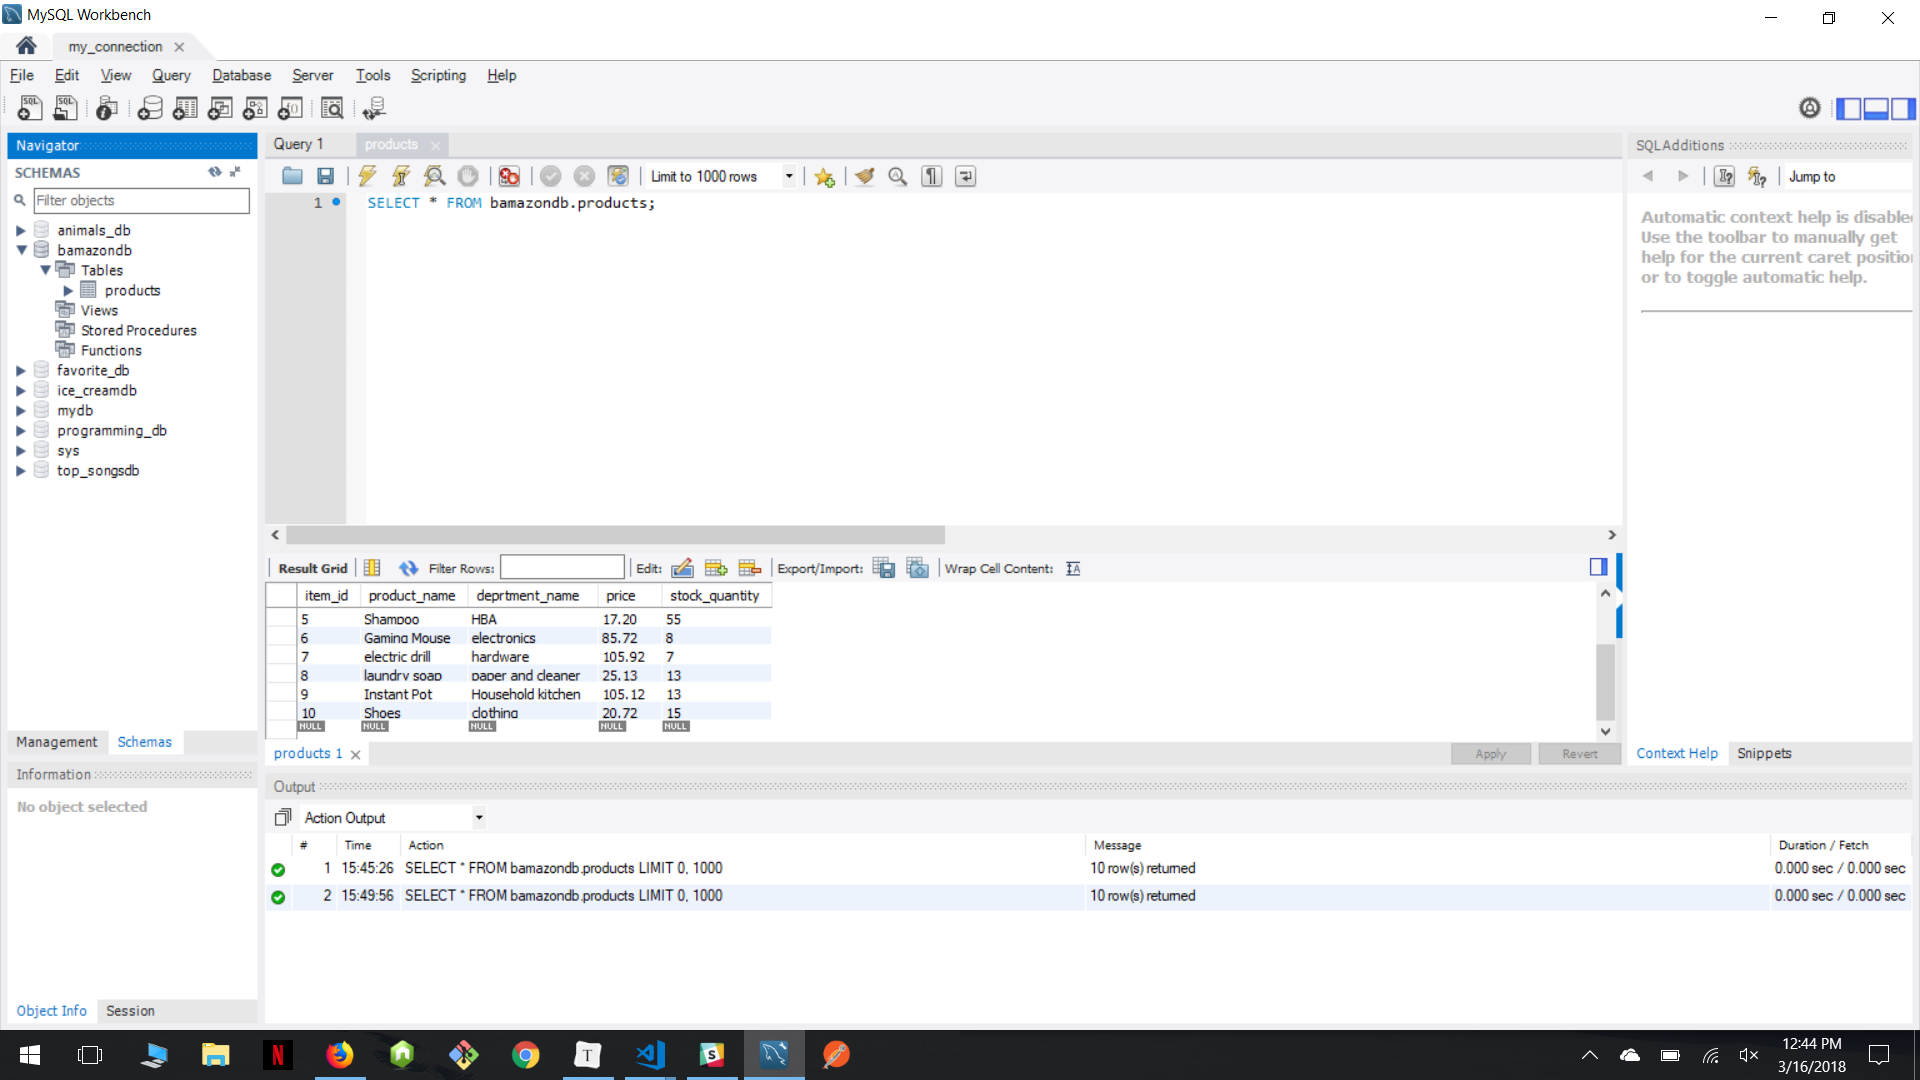 MySQL Workbench
my_connection
File Edit View Query Database Server Tools Scripting Help
Navigator
SCHEMAS
Filter objects
animals_db
bamazondb
Tables
products
Views
Stored Procedures
Functions
favorite_db
ice_creamdb
mydb
programming_db
sys
top_songsdb
Management Schemas
Information
No object selected
Object Info Session
Query 1 products
Limit to 1000 rows
1 SELECT * FROM bamazondb.products;
Result Grid Filter Rows: Edit: Export/Import: Wrap Cell Content:
item_id product_name deprtment_name price stock_quantity
5 Shampoo HBA 17.20 55
6 Gaming Mouse electronics 85.72 8
7 electric drill hardware 105.92 7
8 laundry soap paper and cleaner 25.13 13
9 Instant Pot Household kitchen 105.12 13
10 Shoes clothing 20.72 15
NULL NULL NULL NULL NULL
products 1 Apply Revert
SQLAdditions
Jump to
Automatic context help is disable
Use the toolbar to manually get
help for the current caret positio
or to toggle automatic help.
Context Help Snippets
Output
Action Output
# Time Action Message Duration / Fetch
1 15:45:26 SELECT * FROM bamazondb.products LIMIT 0, 1000 10 row(s) returned 0.000 sec / 0.000 sec
2 15:49:56 SELECT * FROM bamazondb.products LIMIT 0, 1000 10 row(s) returned 0.000 sec / 0.000 sec
12:44 PM
3/16/2018